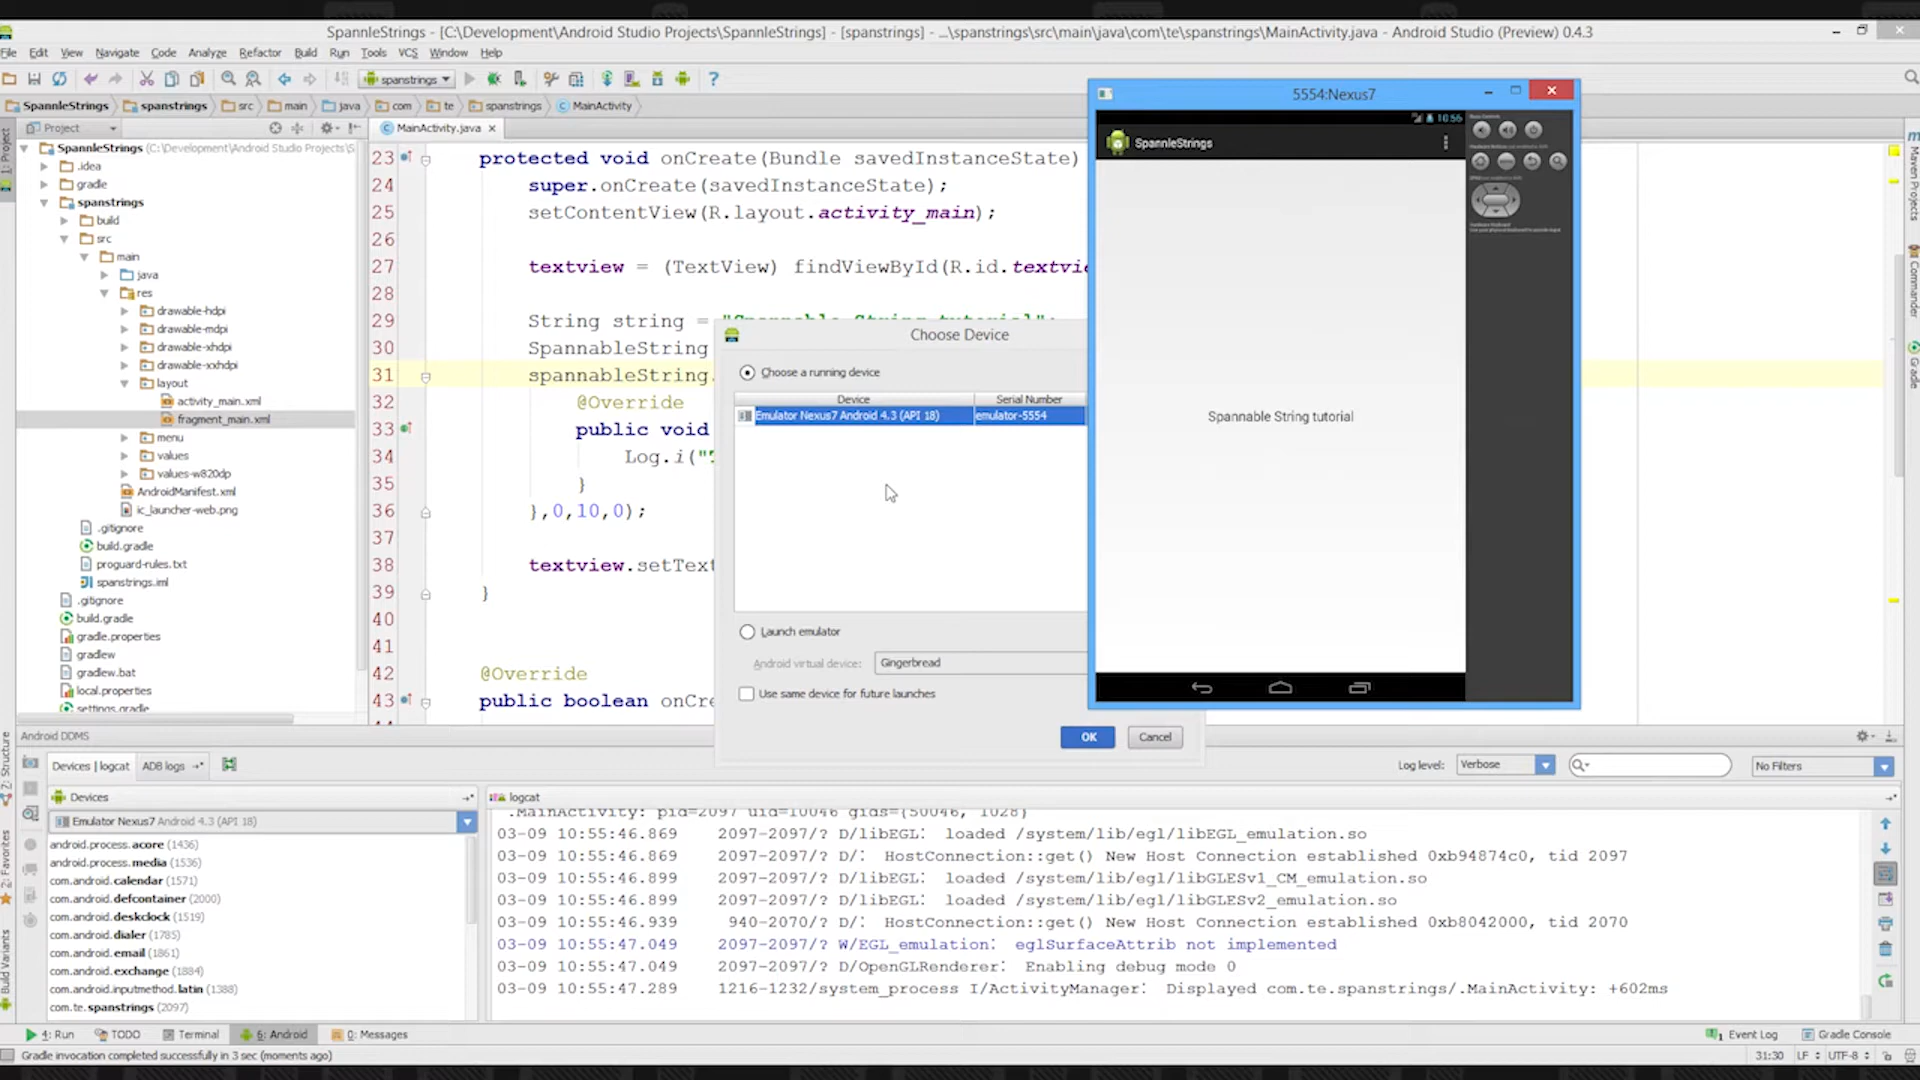 SpannleStrings - [C:\Development\Android Studio Projects\SpannleStrings] - [spanstrings] - ...\spanstrings\src\main\java\com\te\spanstrings\MainActivity.java - Android Studio (Preview) 0.4.3
File Edit View Navigate Code Analyze Refactor Build Run Tools VCS Window Help
spanstrings
SpannleStrings spanstrings src main java com te spanstrings MainActivity
1: Project
Project
SpannleStrings (C:\Development\Android Studio Projects\S
.idea
gradle
spanstrings
build
src
main
java
res
drawable-hdpi
drawable-mdpi
drawable-xhdpi
drawable-xxhdpi
layout
activity_main.xml
fragment_main.xml
menu
values
values-w820dp
AndroidManifest.xml
ic_launcher-web.png
.gitignore
build.gradle
proguard-rules.txt
spanstrings.iml
.gitignore
build.gradle
gradle.properties
gradlew
gradlew.bat
local.properties
settings.gradle
MainActivity.java
23 protected void onCreate(Bundle savedInstanceState)
24 super.onCreate(savedInstanceState);
25 setContentView(R.layout.activity_main);
26
27 textview = (TextView) findViewById(R.id.textvi
28
29 String string = "Spannable String tutorial";
30 SpannableString
31 spannableString.
32 @Override
33 public void
34 Log.i("T
35 }
36 },0,10,0);
37
38 textview.setText
39 }
40
41
42 @Override
43 public boolean onCre
44
Choose Device
Choose a running device
Device Serial Number
Emulator Nexus7 Android 4.3 (API 18) emulator-5554
Launch emulator
Android virtual device: Gingerbread
Use same device for future launches
OK Cancel
5554:Nexus7
10:56
SpannleStrings
Spannable String tutorial
Maven Projects
Commander
Gradle
Z: Structure
2: Favorites
Build Variants
Android DDMS
Devices | logcat ADB logs
Log level: Verbose No Filters
Devices
Emulator Nexus7 Android 4.3 (API 18)
android.process.acore (1436)
android.process.media (1536)
com.android.calendar (1571)
com.android.defcontainer (2000)
com.android.deskclock (1519)
com.android.dialer (1785)
com.android.email (1861)
com.android.exchange (1884)
com.android.inputmethod.latin (1388)
com.te.spanstrings (2097)
logcat
.MainActivity: pid=2097 uid=10046 gids={50046, 1028}
03-09 10:55:46.869 2097-2097/? D/libEGL: loaded /system/lib/egl/libEGL_emulation.so
03-09 10:55:46.869 2097-2097/? D/: HostConnection::get() New Host Connection established 0xb94874c0, tid 2097
03-09 10:55:46.899 2097-2097/? D/libEGL: loaded /system/lib/egl/libGLESv1_CM_emulation.so
03-09 10:55:46.899 2097-2097/? D/libEGL: loaded /system/lib/egl/libGLESv2_emulation.so
03-09 10:55:46.939 940-2070/? D/: HostConnection::get() New Host Connection established 0xb8042000, tid 2070
03-09 10:55:47.049 2097-2097/? W/EGL_emulation: eglSurfaceAttrib not implemented
03-09 10:55:47.049 2097-2097/? D/OpenGLRenderer: Enabling debug mode 0
03-09 10:55:47.289 1216-1232/system_process I/ActivityManager: Displayed com.te.spanstrings/.MainActivity: +602ms
4: Run TODO Terminal 6: Android 0: Messages
Event Log Gradle Console
Gradle invocation completed successfully in 3 sec (moments ago)
31:30 LF UTF-8